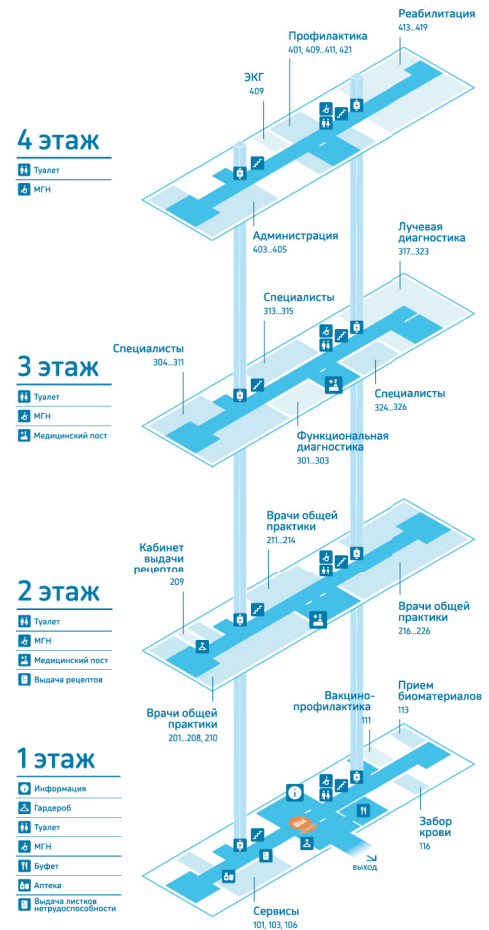 Реабилитация
413...419
Профилактика
401, 409...411, 421
ЭКГ
409
4 этаж
Туалет
МГН
Администрация
403...405
Лучевая
диагностика
317...323
Специалисты
313...315
Специалисты
304...311
3 этаж
Туалет
МГН
Медицинский пост
Специалисты
324...326
Функциональная
диагностика
301...303
Врачи общей
практики
211...214
Кабинет
выдачи
рецептов
209
2 этаж
Туалет
МГН
Медицинский пост
Выдача рецептов
Врачи общей
практики
216...226
Врачи общей
практики
201...208, 210
Вакцино-
профилактика
111
Прием
биоматериалов
113
1 этаж
Информация
Гардероб
Туалет
МГН
Буфет
Аптека
Выдача листков
нетрудоспособности
ВЫ
Забор
крови
116
выход
Сервисы
101, 103, 106